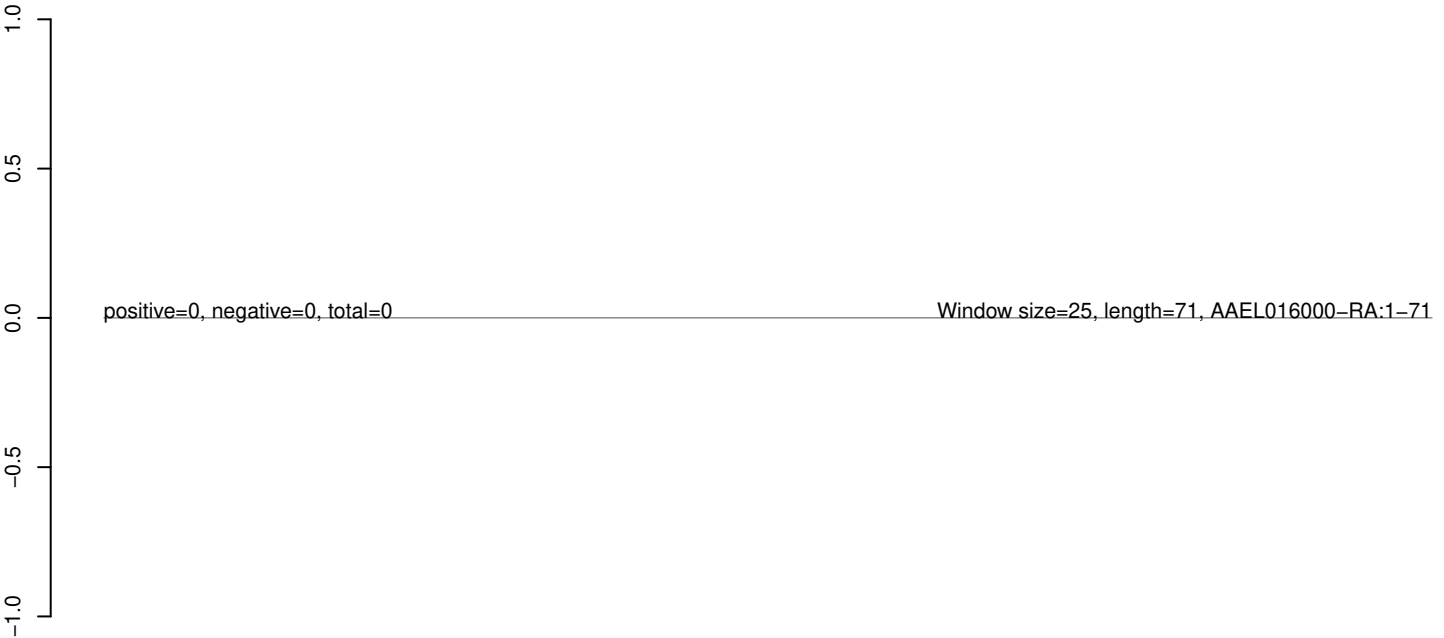 1.0
0.5
positive=0, negative=0, total=0
Window size=25, length=71, AAEL016000−RA:1−71
0.0
−0.5
−1.0